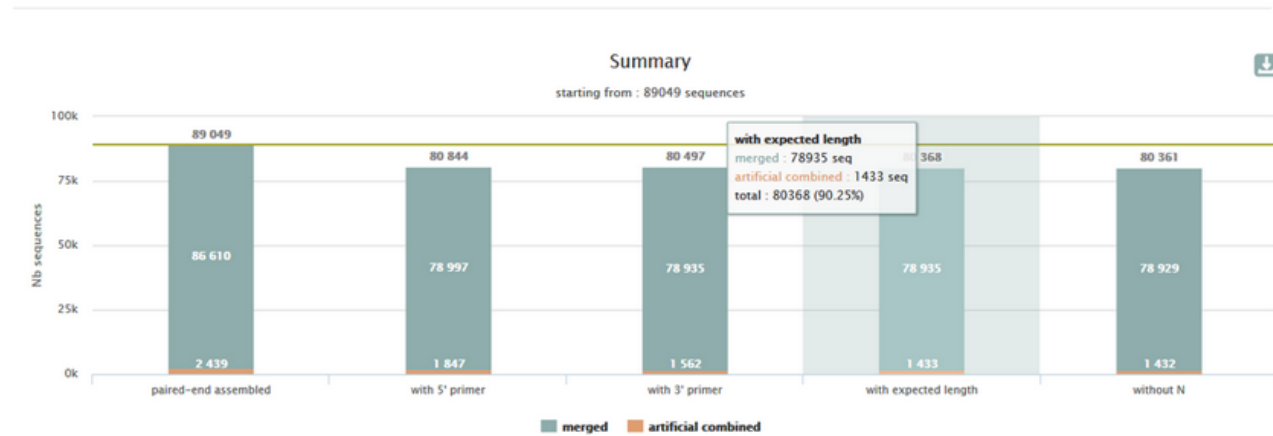 Summary
starting from : 89049 sequences
100k
75k
50k
25k
0k
Nb sequences
89 049
86 610
2 439
80 844
78 997
1 847
80 497
78 935
1 562
with expected length
merged : 78935 seq
artificial combined : 1433 seq
total : 80368 (90.25%)
368
78 935
1 433
80 361
78 929
1 432
paired-end assembled
with 5' primer
with 3' primer
with expected length
without N
merged
artificial combined